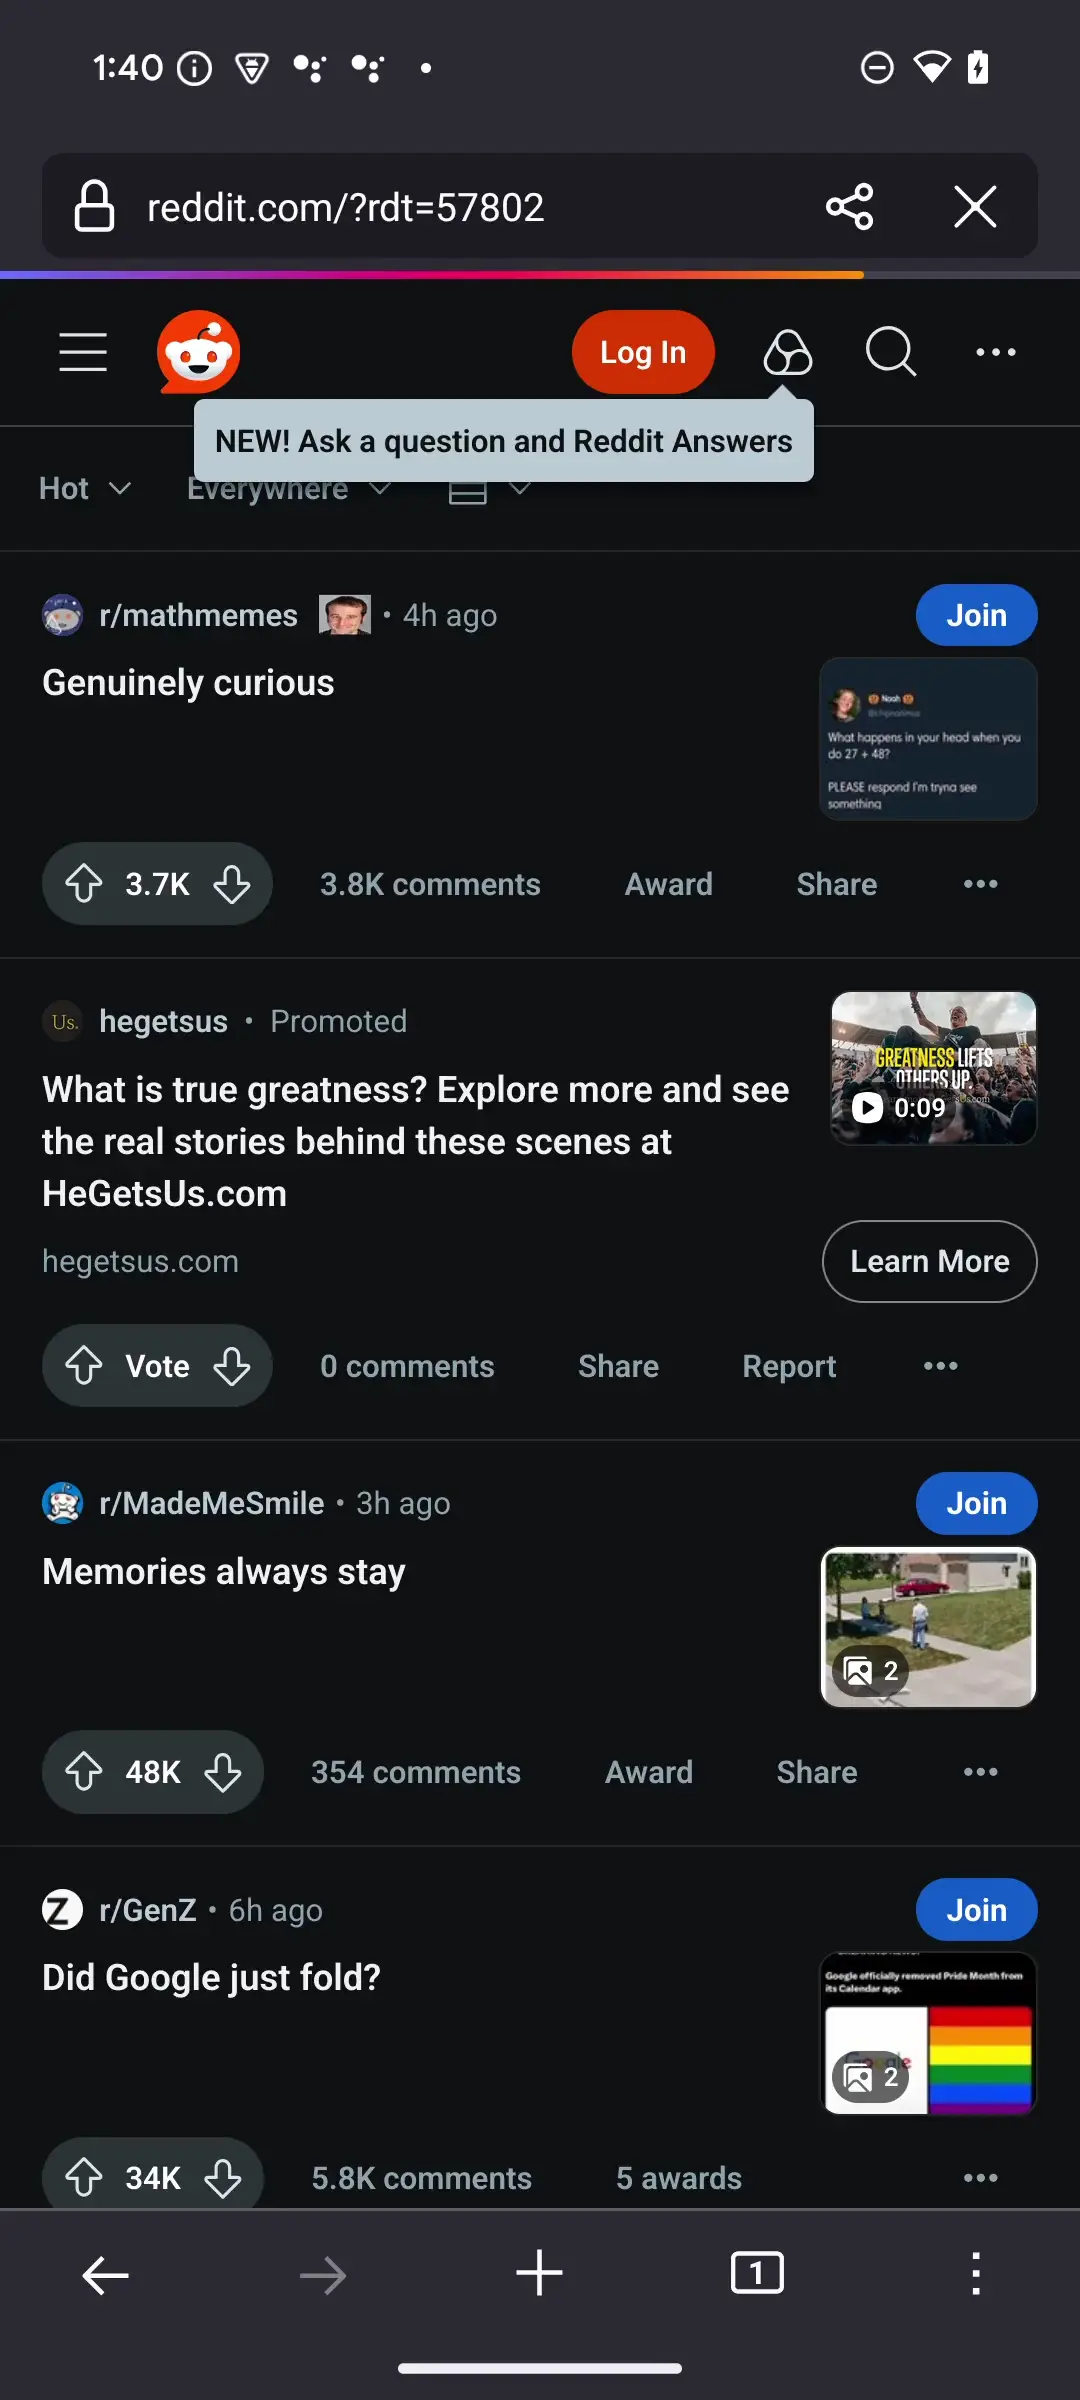 1:40
reddit.com/?rdt=57802
Log In
NEW! Ask a question and Reddit Answers
Hot
Everywhere
r/mathmemes • 4h ago
Join
Genuinely curious
Noah
What happens in your head when you
do 27 + 48?
PLEASE respond I'm tryna see
something
3.7K
3.8K comments
Award
Share
Us.
hegetsus • Promoted
What is true greatness? Explore more and see
the real stories behind these scenes at
HeGetsUs.com
GREATNESS LIFTS
OTHERS UP.
0:09
hegetsus.com
Learn More
Vote
0 comments
Share
Report
r/MadeMeSmile • 3h ago
Join
Memories always stay
2
48K
354 comments
Award
Share
Z
r/GenZ • 6h ago
Join
Did Google just fold?
Google officially removed Pride Month from
its Calendar app.
Google
2
34K
5.8K comments
5 awards
1